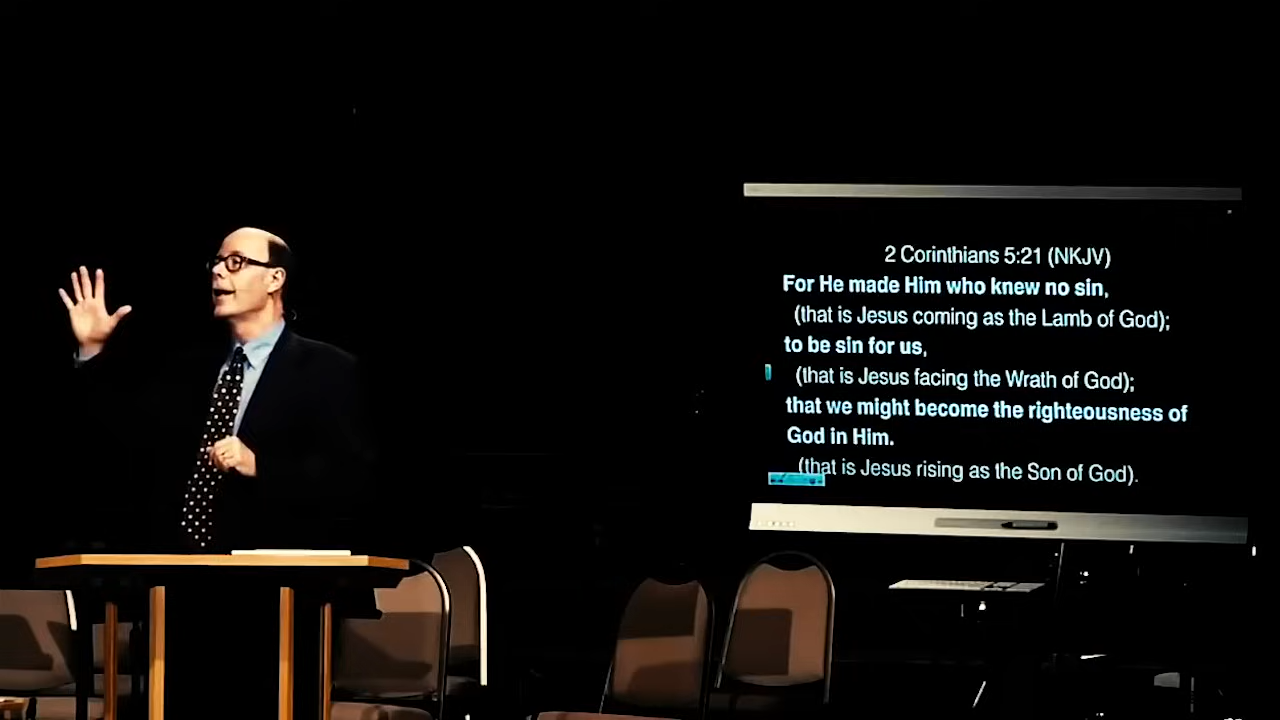 2 Corinthians 5:21 (NKJV)
For He made Him who knew no sin,
(that is Jesus coming as the Lamb of God);
to be sin for us,
(that is Jesus facing the Wrath of God);
that we might become the righteousness of
God in Him.
(that is Jesus rising as the Son of God).